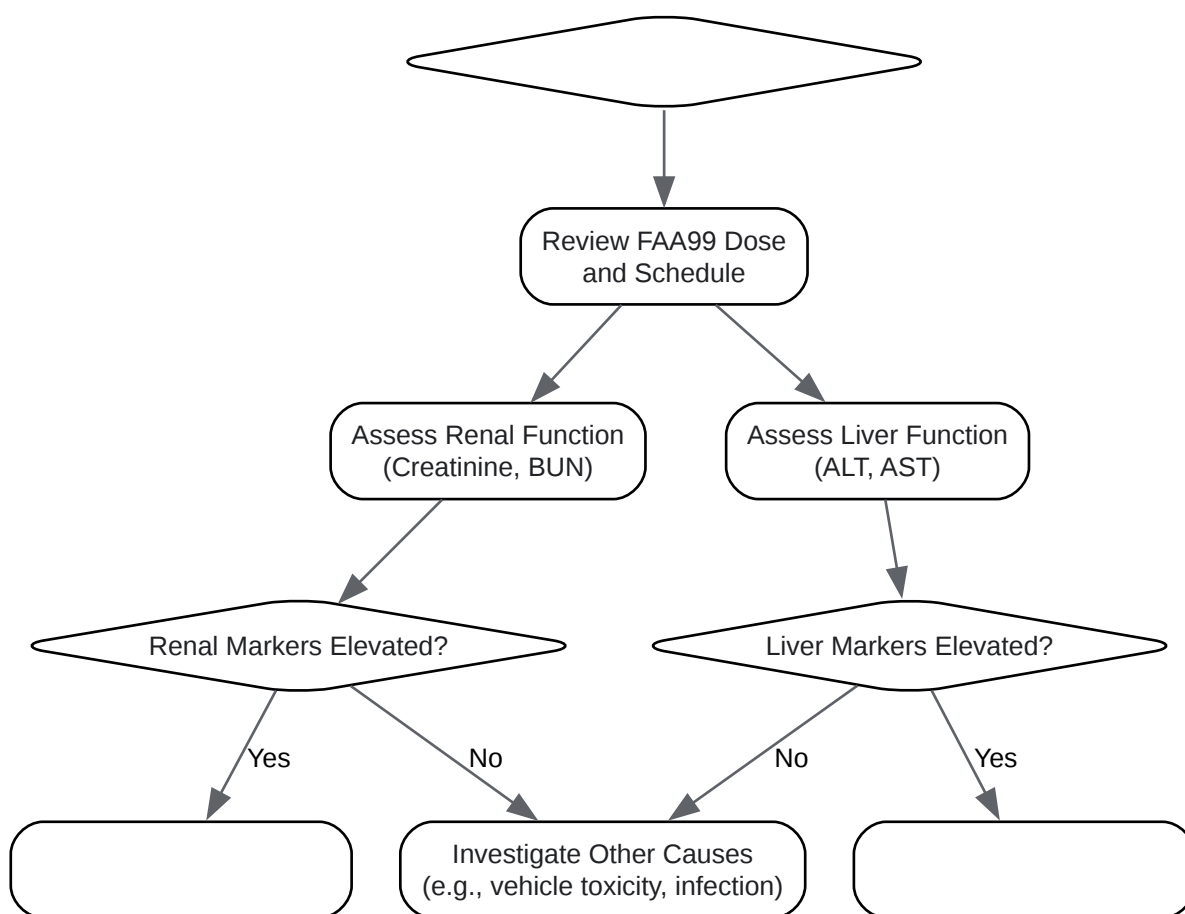 Review FAA99 Dose
and Schedule
Assess Renal Function
(Creatinine, BUN)
Assess Liver Function
(ALT, AST)
Renal Markers Elevated?
Liver Markers Elevated?
Yes
No
No
Yes
Investigate Other Causes
(e.g., vehicle toxicity, infection)